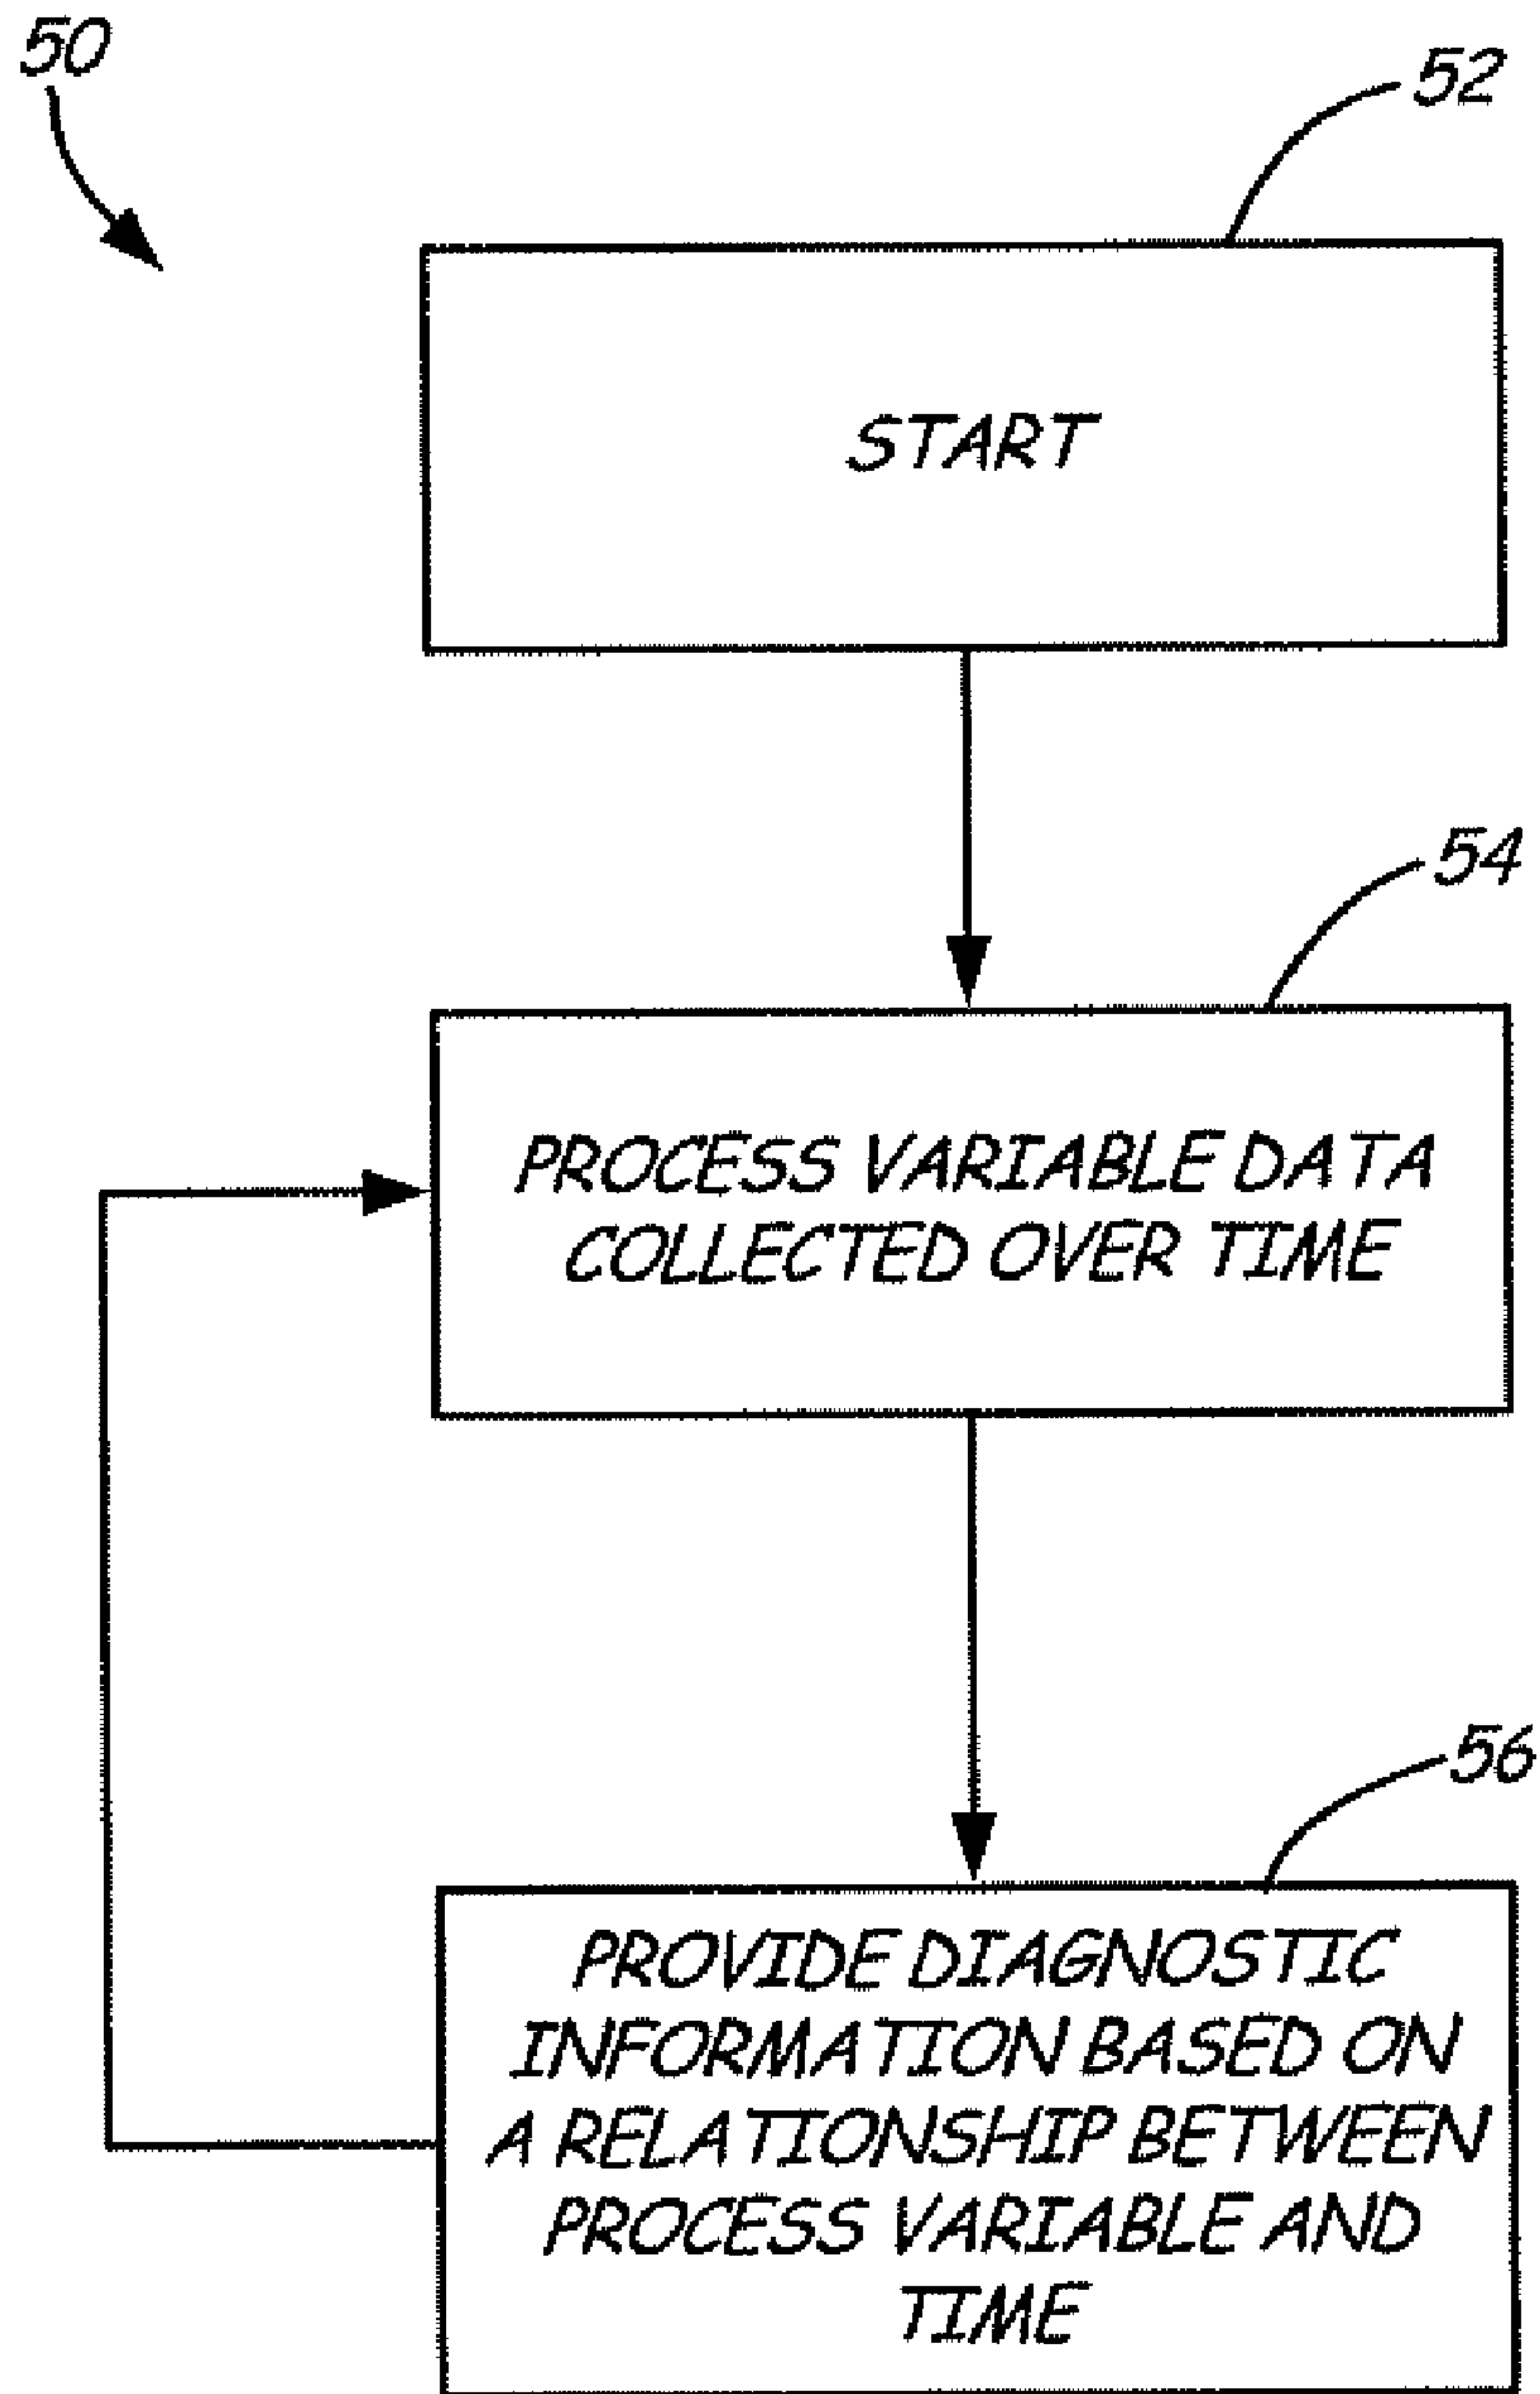 50
52
START
54
PROCESS VARIABLE DATA
COLLECTED OVER TIME
56
PROVIDE DIAGNOSTIC
INFORMATION BASED ON
A RELATIONSHIP BETWEEN
PROCESS VARIABLE AND
TIME